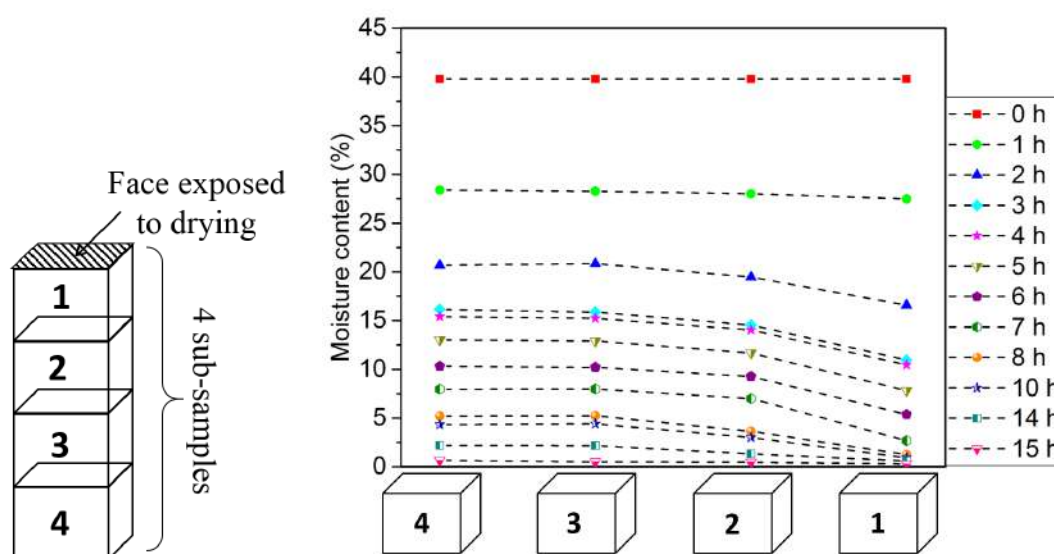 Face exposed
to drying
1
2
3
4
4 sub-samples
Moisture content (%)
45
40
35
30
25
20
15
10
5
0
4
3
2
1
0 h
1 h
2 h
3 h
4 h
5 h
6 h
7 h
8 h
10 h
14 h
15 h